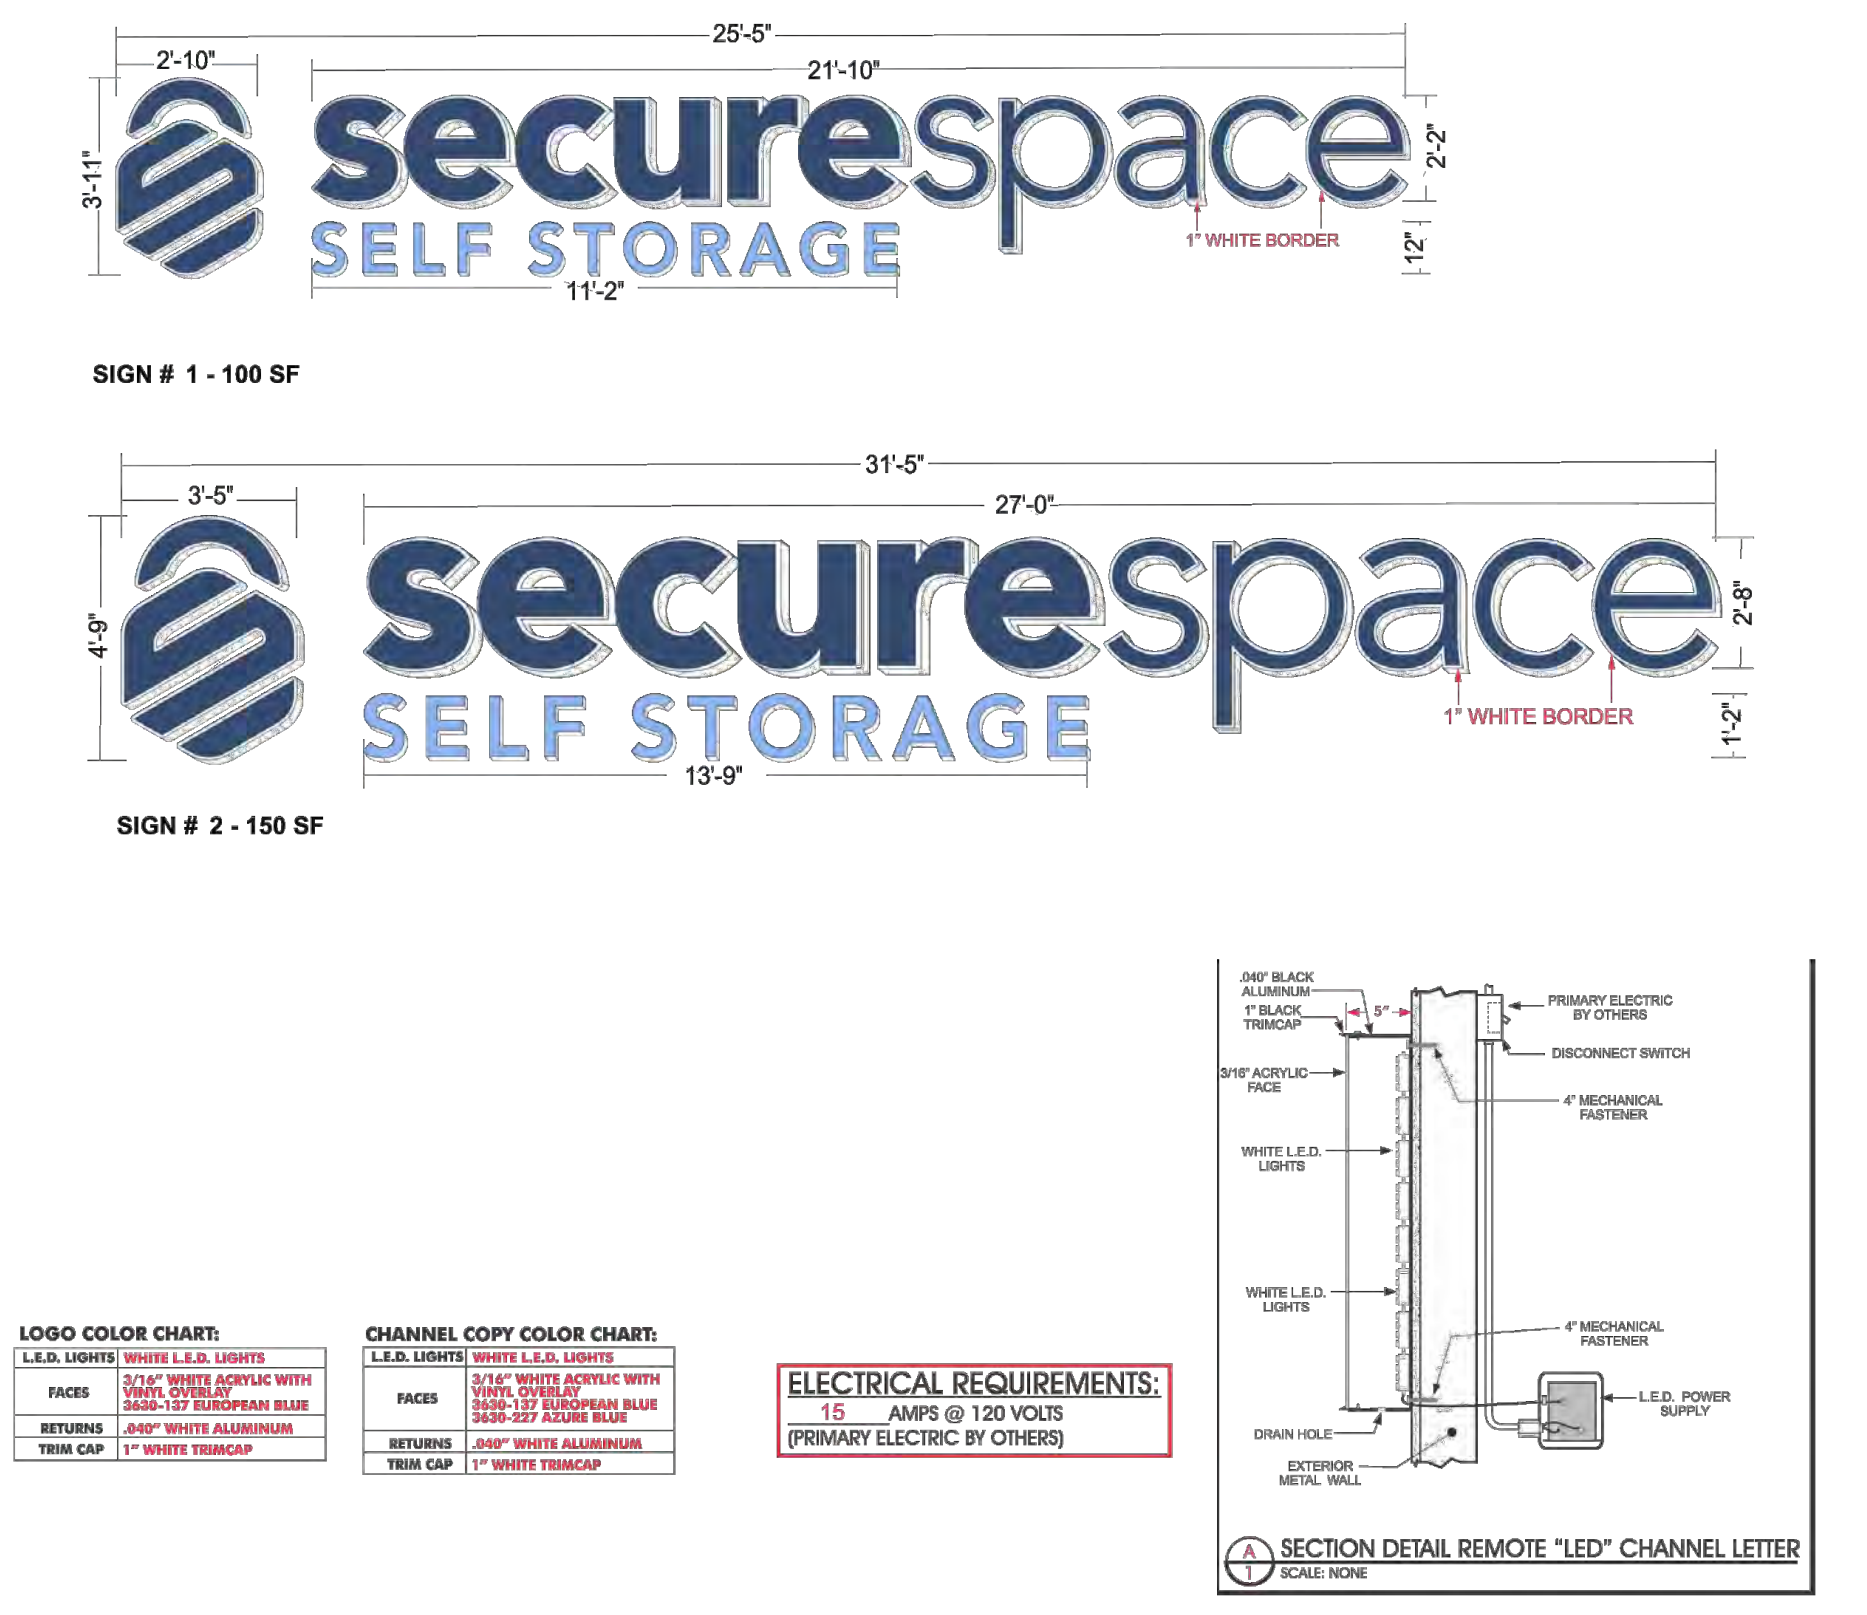 25'-5"
2'-10"
21'-10"
3'-11"
securespace
2'-2"
SELF STORAGE
1" WHITE BORDER
12"
11'-2"
SIGN # 1 - 100 SF
31'-5"
3'-5"
27'-0"
4'-9"
securespace
2'-8"
SELF STORAGE
1" WHITE BORDER
1'-2"
13'-9"
SIGN # 2 - 150 SF
LOGO COLOR CHART:
L.E.D. LIGHTS WHITE L.E.D. LIGHTS
FACES 3/16" WHITE ACRYLIC WITH
VINYL OVERLAY
3630-137 EUROPEAN BLUE
RETURNS .040" WHITE ALUMINUM
TRIM CAP 1" WHITE TRIMCAP
CHANNEL COPY COLOR CHART:
L.E.D. LIGHTS WHITE L.E.D. LIGHTS
FACES 3/16" WHITE ACRYLIC WITH
VINYL OVERLAY
3630-137 EUROPEAN BLUE
3630-227 AZURE BLUE
RETURNS .040" WHITE ALUMINUM
TRIM CAP 1" WHITE TRIMCAP
ELECTRICAL REQUIREMENTS:
15 AMPS @ 120 VOLTS
(PRIMARY ELECTRIC BY OTHERS)
.040" BLACK
ALUMINUM
1" BLACK
TRIMCAP
5"
PRIMARY ELECTRIC
BY OTHERS
DISCONNECT SWITCH
3/16" ACRYLIC
FACE
4" MECHANICAL
FASTENER
WHITE L.E.D.
LIGHTS
WHITE L.E.D.
LIGHTS
4" MECHANICAL
FASTENER
L.E.D. POWER
SUPPLY
DRAIN HOLE
EXTERIOR
METAL WALL
A
1
SECTION DETAIL REMOTE "LED" CHANNEL LETTER
SCALE: NONE